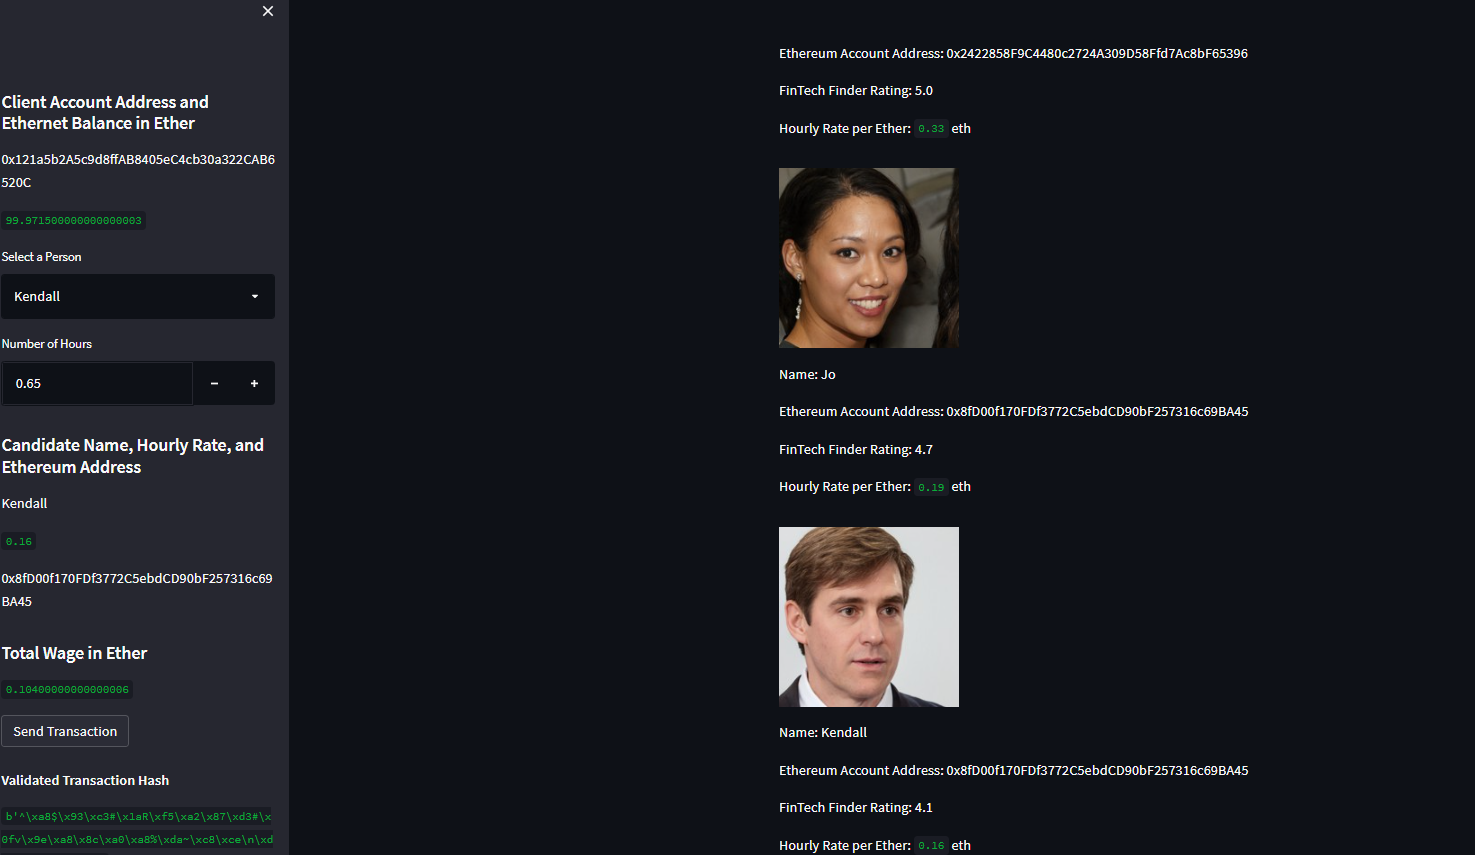 Client Account Address and
Ethernet Balance in Ether
0x121a5b2A5c9d8ffAB8405eC4cb30a322CAB6
520C
99.971500000000000003
Select a Person
Kendall
Number of Hours
0.65
Candidate Name, Hourly Rate, and
Ethereum Address
Kendall
0.16
0x8fD00f170FDf3772C5ebdCD90bF257316c69
BA45
Total Wage in Ether
0.10400000000000006
Send Transaction
Validated Transaction Hash
b'^\xa8$\x93\xc3#\x1aR\xf5\xa2\x87\xd3#\x
0fv\x9e\xa8\x8c\xa0\xa8%\xda~\xc8\xce\n\xd
Ethereum Account Address: 0x2422858F9C4480c2724A309D58Ffd7Ac8bF65396
FinTech Finder Rating: 5.0
Hourly Rate per Ether: 0.33 eth
Name: Jo
Ethereum Account Address: 0x8fD00f170FDf3772C5ebdCD90bF257316c69BA45
FinTech Finder Rating: 4.7
Hourly Rate per Ether: 0.19 eth
Name: Kendall
Ethereum Account Address: 0x8fD00f170FDf3772C5ebdCD90bF257316c69BA45
FinTech Finder Rating: 4.1
Hourly Rate per Ether: 0.16 eth